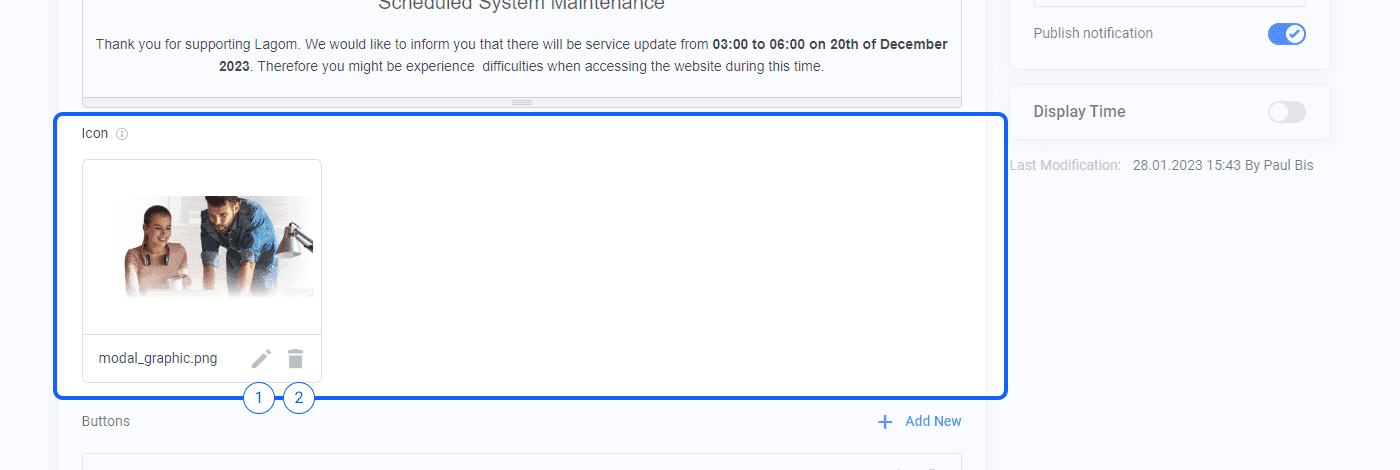 Scheduled System Maintenance
Thank you for supporting Lagom. We would like to inform you that there will be service update from 03:00 to 06:00 on 20th of December
2023. Therefore you might be experience difficulties when accessing the website during this time.
Icon
modal_graphic.png
1
2
Buttons
Add New
Publish notification
Display Time
Last Modification: 28.01.2023 15:43 By Paul Bis